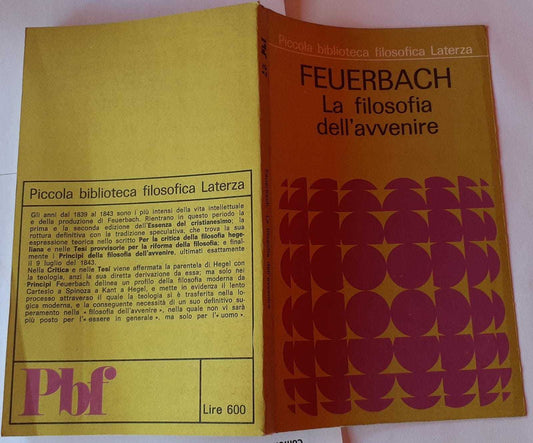 Piccola biblioteca filosofica Laterza
FEUERBACH
La filosofia
dell'avvenire
Piccola biblioteca filosofica Laterza
Gli anni dal 1839 al 1843 sono i più intensi della vita intellettuale
e della produzione di Feuerbach. Rientrano in questo periodo la
prima e la seconda edizione dell'Essenza del cristianesimo; la
rottura definitiva con la tradizione speculativa, che trova la sua
espressione teorica nello scritto Per la critica della filosofia hege-
liana e nelle Tesi provvisorie per la riforma della filosofia; e final-
mente i Principi della filosofia dell'avvenire, ultimati esattamente
il 9 luglio del 1843.
Nella Critica e nelle Tesi viene affermata la parentela di Hegel con
la teologia, anzi la sua diretta derivazione da essa; ma solo nei
Principi Feuerbach delinea un profilo della filosofia moderna da
Cartesio a Spinoza a Kant a Hegel, e mette in evidenza il lento
processo attraverso il quale la teologia si è trasferita nella lo-
gica moderna, e la conseguente necessità di un suo definitivo su-
peramento nella « filosofia dell'avvenire », nella quale non vi sarà
più posto per l'« essere in generale », ma solo per l'« uomo ».
Pbf
Lire 600
Feuerbach La filosofia dell'avvenire